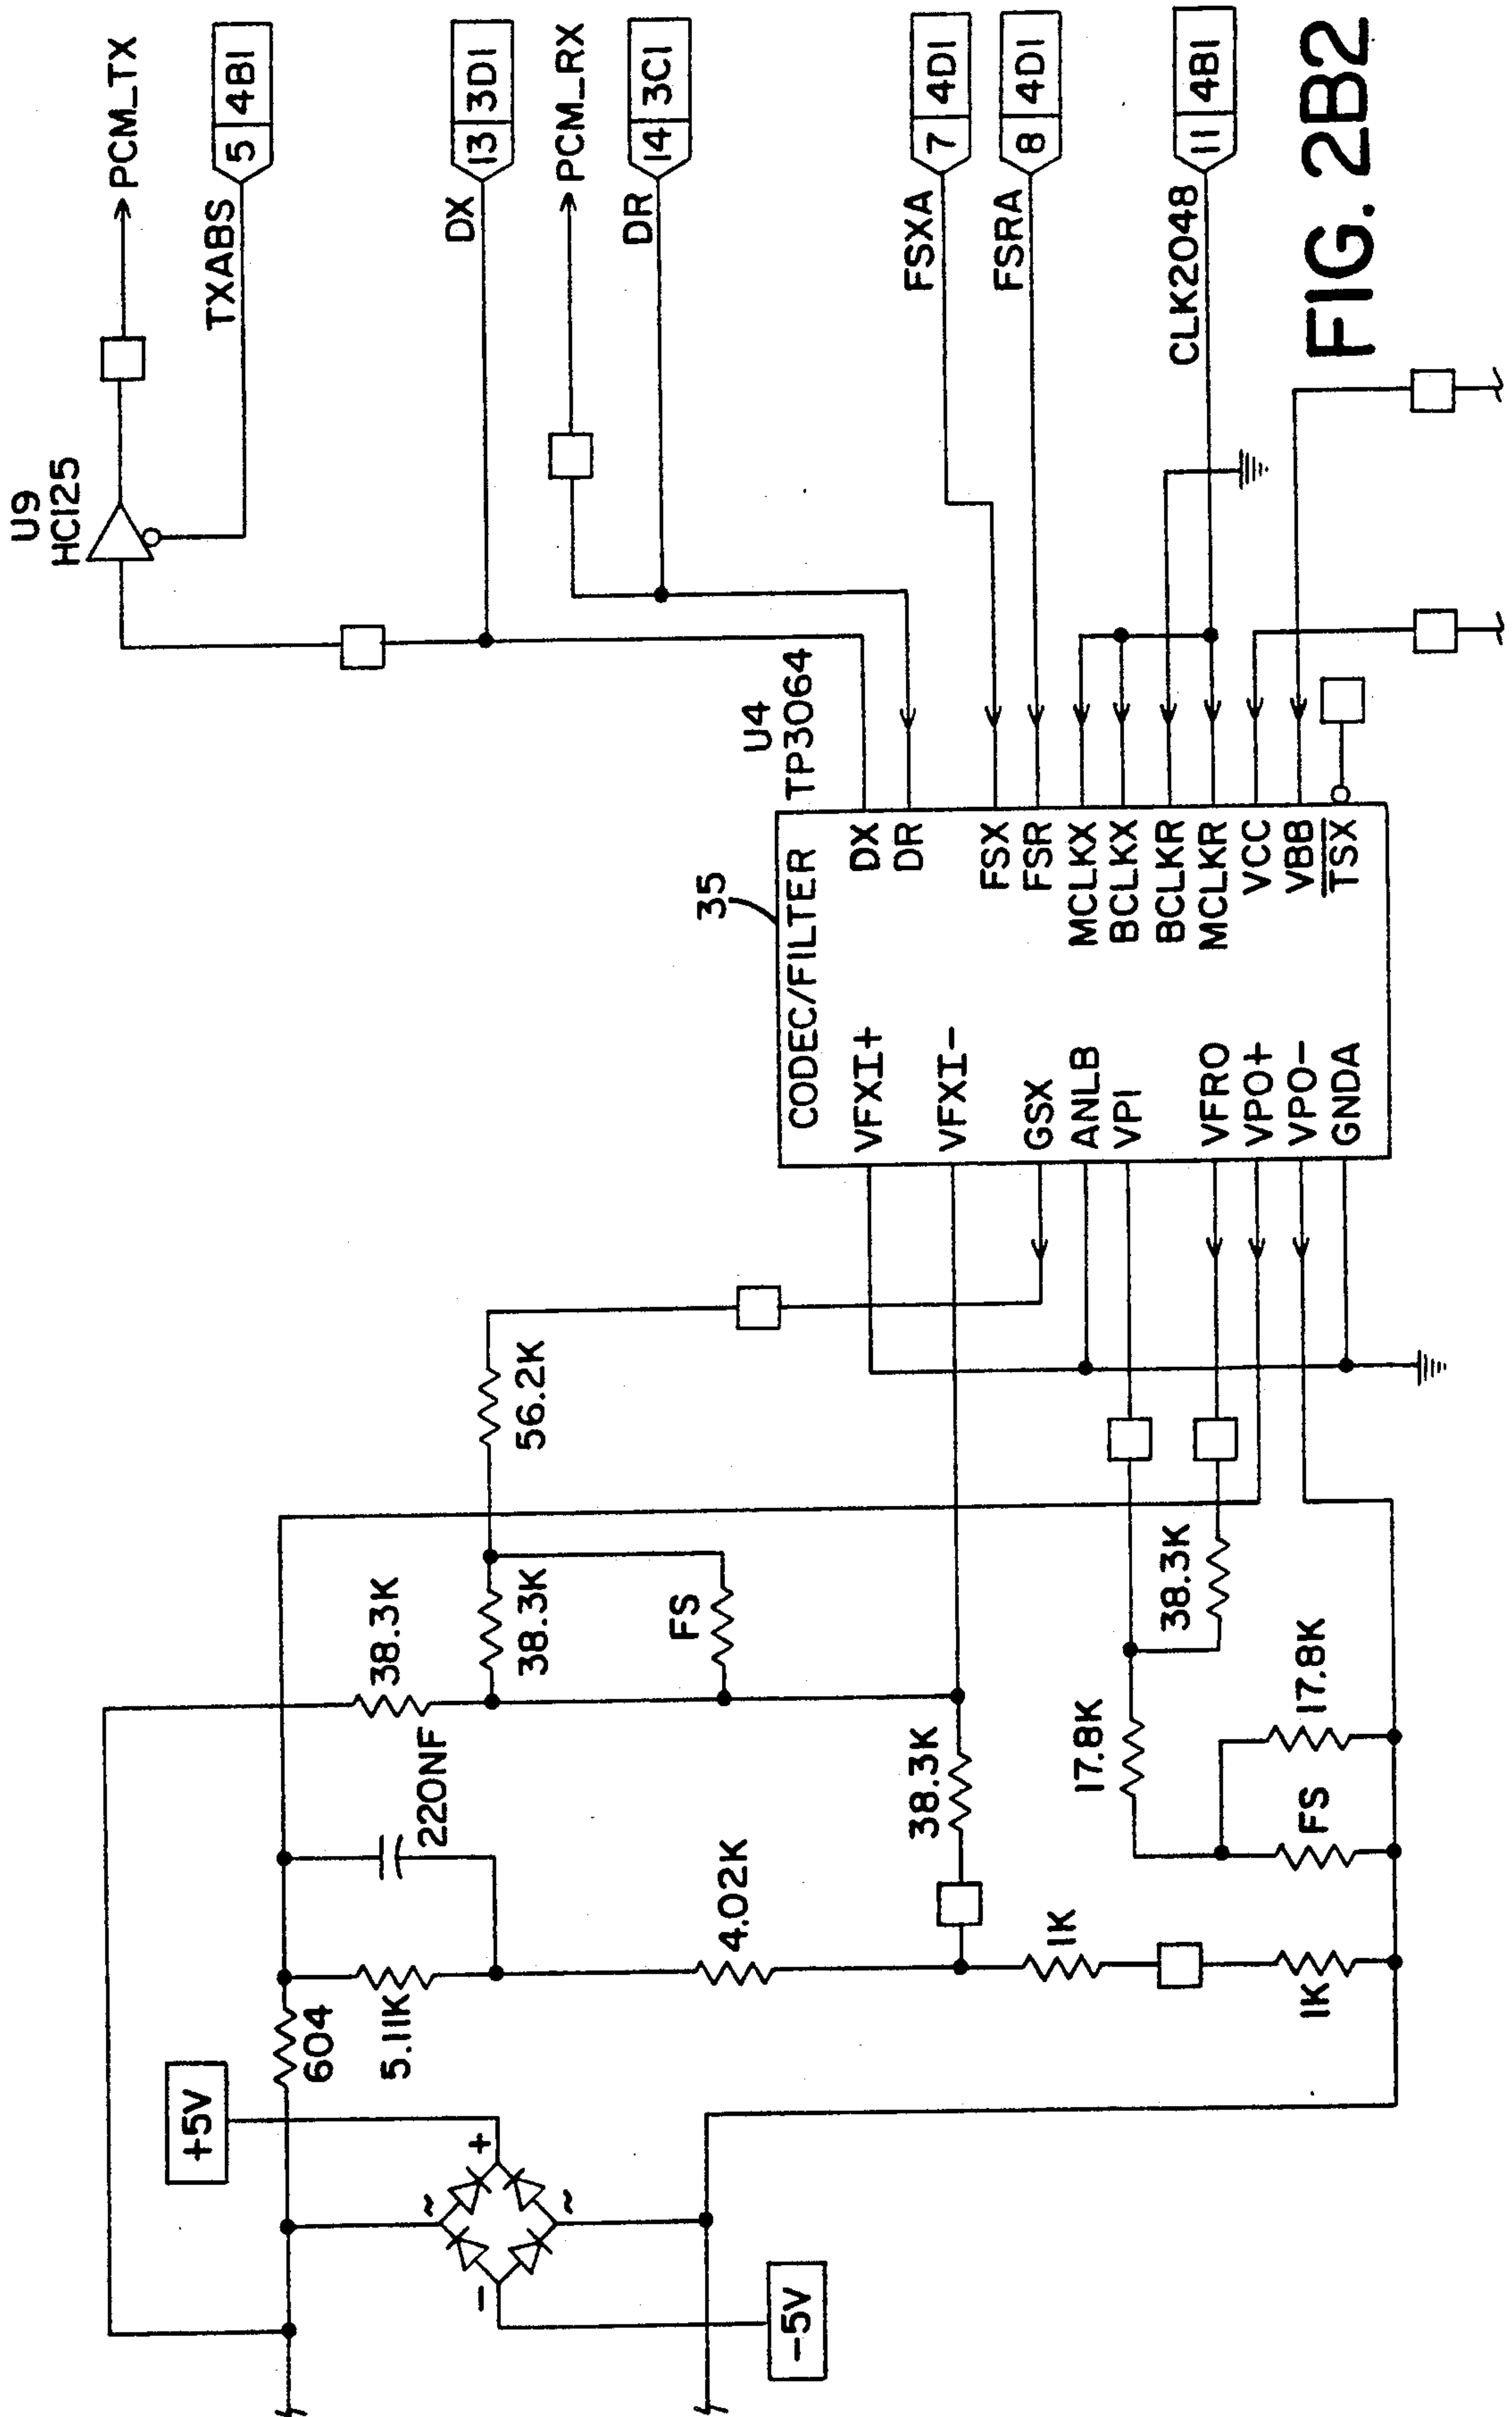 +5V
604
5.11K
220NF
4.02K
38.3K
38.3K
FS
56.2K
38.3K
1K
1K
17.8K
38.3K
FS
17.8K
~
+
~
−
−5V
35
U4
TP3064
CODEC/FILTER
VFXI+
VFXI−
GSX
ANLB
VPI
VFRO
VPO+
VPO−
GNDA
DX
DR
FSX
FSR
MCLKX
BCLKX
BCLKR
MCLKR
VCC
VBB
TSX
U9
HC125
PCM_TX
TXABS 5 4B1
DX 13 3D1
PCM_RX
DR 14 3C1
FSXA 7 4D1
FSRA 8 4D1
CLK2048 11 4B1
FIG. 2B2